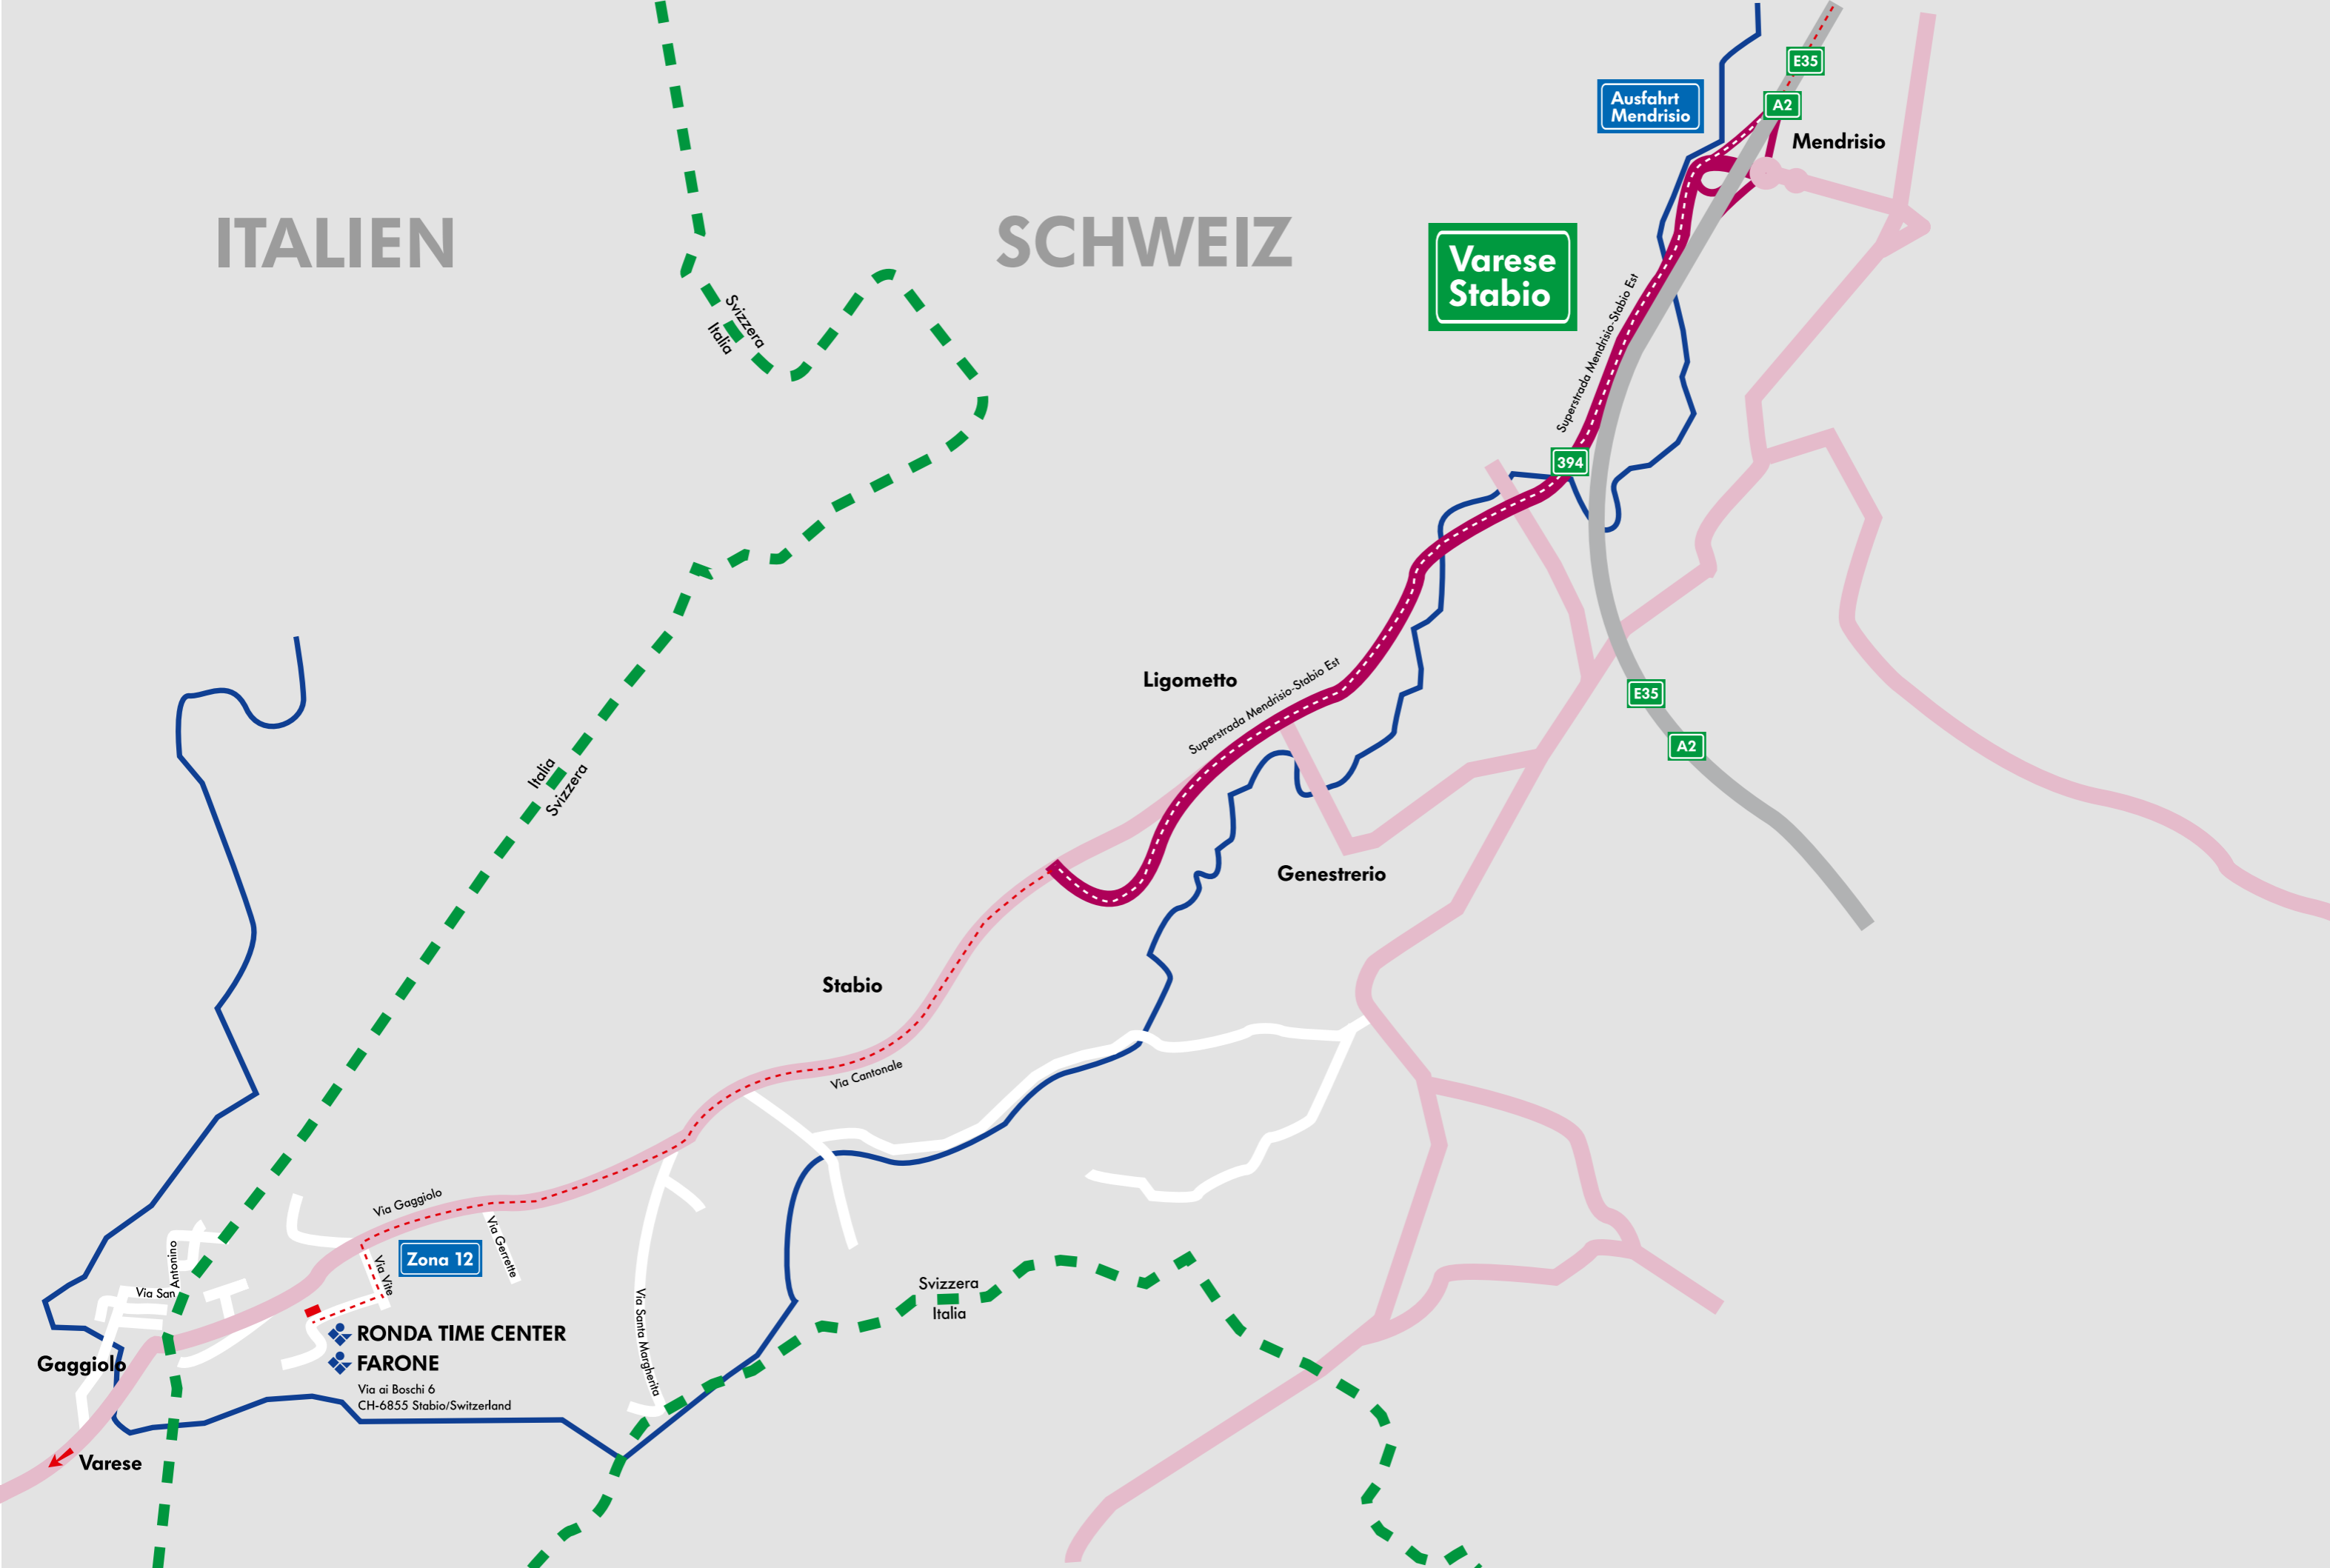 E35
Ausfahrt
Mendrisio
A2
Mendrisio
ITALIEN
SCHWEIZ
Varese
Stabio
Svizzera
Italia
Superstrada Mendrisio-Stabio Est
394
Ligometto
Superstrada Mendrisio-Stabio Est
E35
A2
Italia
Svizzera
Genestrerio
Stabio
Via Cantonale
Via Gaggiolo
Zona 12
Via Vite
Via Gerrette
Via San
Antonino
Svizzera
Italia
Via Santa Margherita
RONDA TIME CENTER
FARONE
Gaggiolo
Via ai Boschi 6
CH-6855 Stabio/Switzerland
Varese